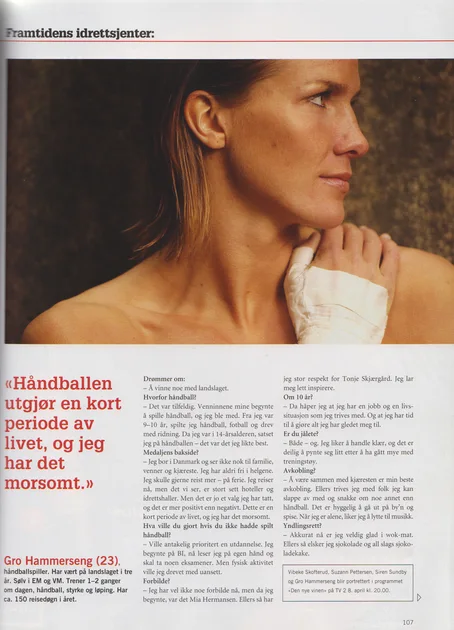 Framtidens idrettsjenter:
«Håndballen
utgjør en kort
periode av
livet, og jeg
har det
morsomt.»
Gro Hammerseng (23),
håndballspiller. Har vært på landslaget i tre
år. Sølv i EM og VM. Trener 1–2 ganger
om dagen, håndball, styrke og løping. Har
ca. 150 reisedøgn i året.
Drømmer om:
– Å vinne noe med landslaget.
Hvorfor håndball?
– Det var tilfeldig. Venninnene mine begynte
å spille håndball, og jeg ble med. Fra jeg var
9–10, spilte jeg håndball, fotball og drev
med ridning. Da jeg var i 14-årsalderen, satset
jeg på håndballen – det var det jeg likte best.
Medaljens bakside?
– Jeg bor i Danmark og ser ikke nok til familie,
venner og kjæreste. Jeg har aldri fri i helgene.
Jeg skulle gjerne reist mer – på ferie. Jeg reiser
nå, men det vi ser, er stort sett hoteller og
idrettshaller. Men det er jo et valg jeg har tatt,
og det er mer positivt enn negativt. Dette er en
kort periode av livet, og jeg har det morsomt.
Hva ville du gjort hvis du ikke hadde spilt
håndball?
– Ville antakelig prioritert en utdannelse. Jeg
begynte på BI, nå leser jeg på egen hånd og
skal ta noen eksamener. Men fysisk aktivitet
ville jeg drevet med uansett.
Forbilde?
– Jeg har vel ikke noe forbilde nå, men da jeg
begynte, var det Mia Hermansen. Ellers så har
jeg stor respekt for Tonje Skjærgård. Jeg lar
meg lett inspirere.
Om 10 år?
– Da håper jeg at jeg har en jobb og en livs-
situasjon som jeg trives med. Og at jeg har tid
til å gjøre alt jeg har gledet meg til.
Er du jålete?
– Både – og. Jeg liker å handle klær, og det er
deilig å pynte seg litt etter å ha gått mye med
treningstøy.
Avkobling?
– Å være sammen med kjæresten er min beste
avkobling. Ellers trives jeg med folk jeg kan
slappe av med og snakke om noe annet enn
håndball. Det er hyggelig å gå ut på by'n og
spise. Når jeg er alene, liker jeg å lytte til musikk.
Yndlingsrett?
– Akkurat nå er jeg veldig glad i wok-mat.
Ellers så elsker jeg sjokolade og all slags sjoko-
ladekake.
Vibeke Skofterud, Suzann Pettersen, Siren Sundby
og Gro Hammerseng blir portrettert i programmet
«Den nye vinen» på TV 2 8. april kl. 20.00.
107